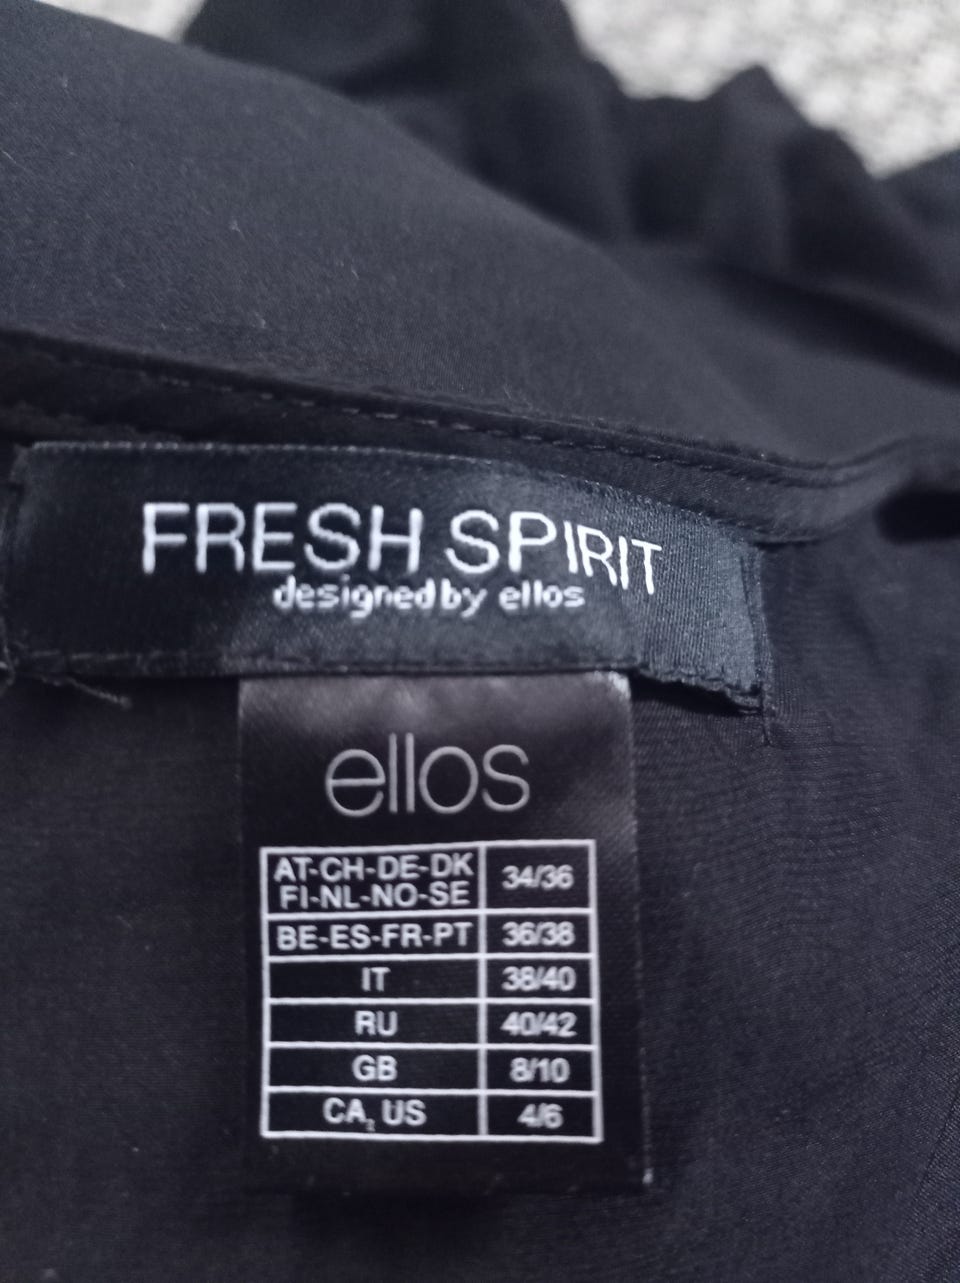 FRESH SPIRIT
designed by ellos
ellos
AT-CH-DE-DK
FI-NL-NO-SE 34/36
BE-ES-FR-PT 36/38
IT 38/40
RU 40/42
GB 8/10
CA, US 4/6